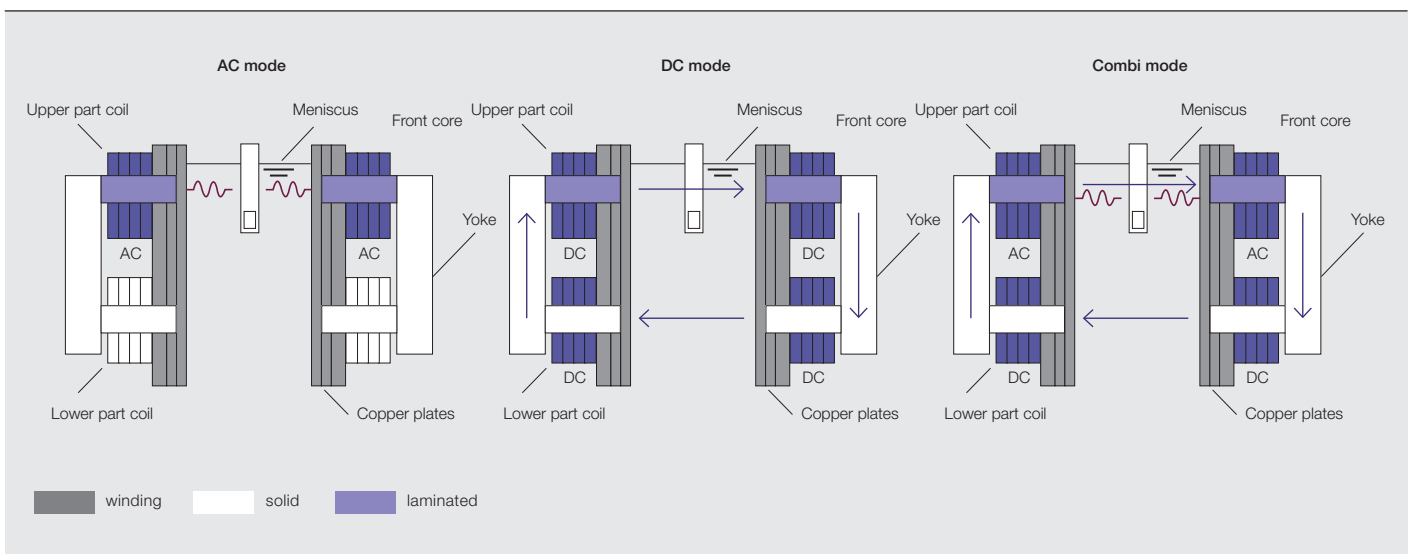 AC mode
Upper part coil
Meniscus
Front core
Yoke
AC
AC
Lower part coil
Copper plates
DC mode
Upper part coil
Meniscus
Front core
Yoke
DC
DC
DC
DC
Lower part coil
Copper plates
Combi mode
Upper part coil
Meniscus
Front core
Yoke
AC
AC
DC
DC
Lower part coil
Copper plates
winding
solid
laminated